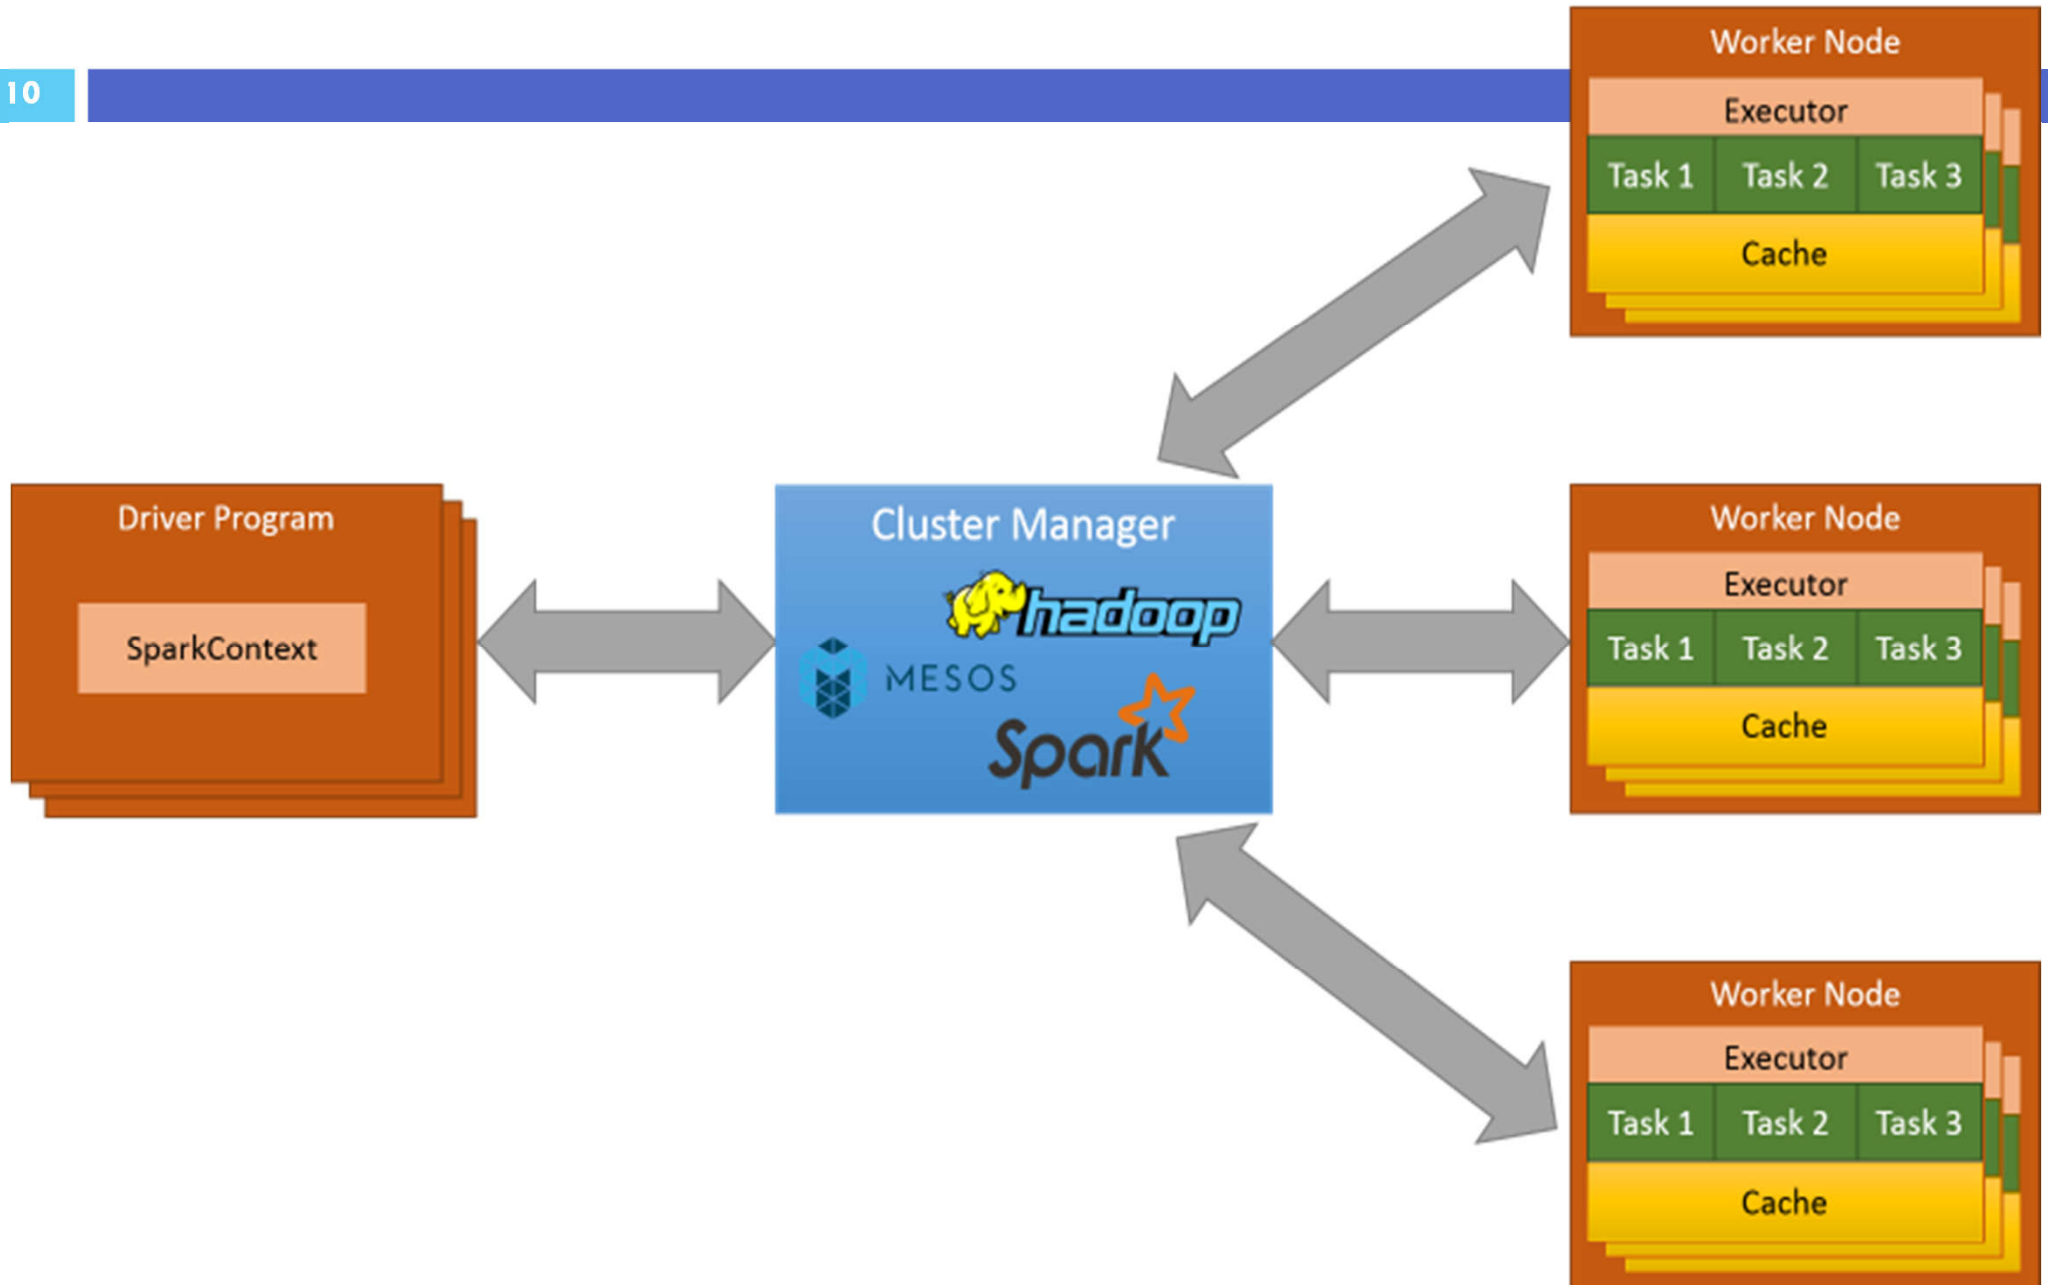 10
Worker Node
Executor
Task 1 Task 2 Task 3
Cache
Driver Program
SparkContext
Cluster Manager
hadoop
MESOS
Spark
Worker Node
Executor
Task 1 Task 2 Task 3
Cache
Worker Node
Executor
Task 1 Task 2 Task 3
Cache